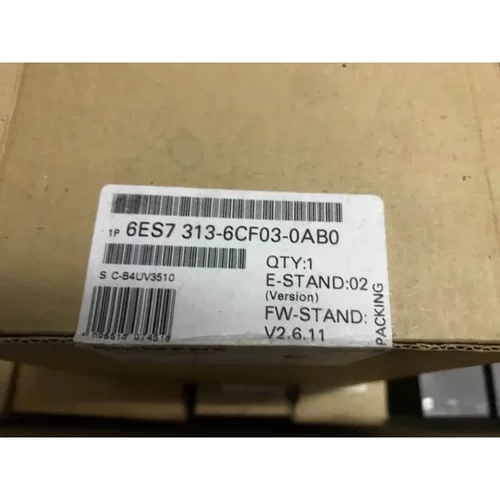 1P 6ES7 313-6CF03-0AB0
S C-B4UV3510
QTY:1
E-STAND:02
(Version)
FW-STAND:
V2.6.11
PACKING